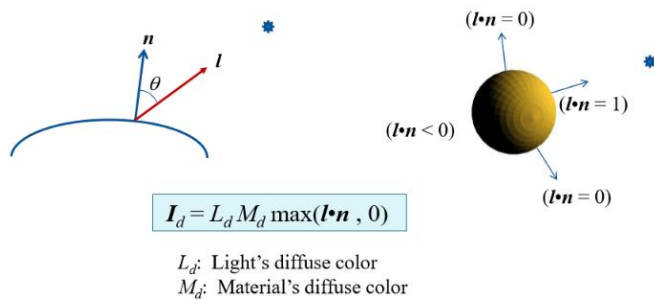 n
l
θ
(l•n = 0)
(l•n = 1)
(l•n < 0)
(l•n = 0)
I_d = L_d M_d max(l•n , 0)
L_d: Light's diffuse color
M_d: Material's diffuse color